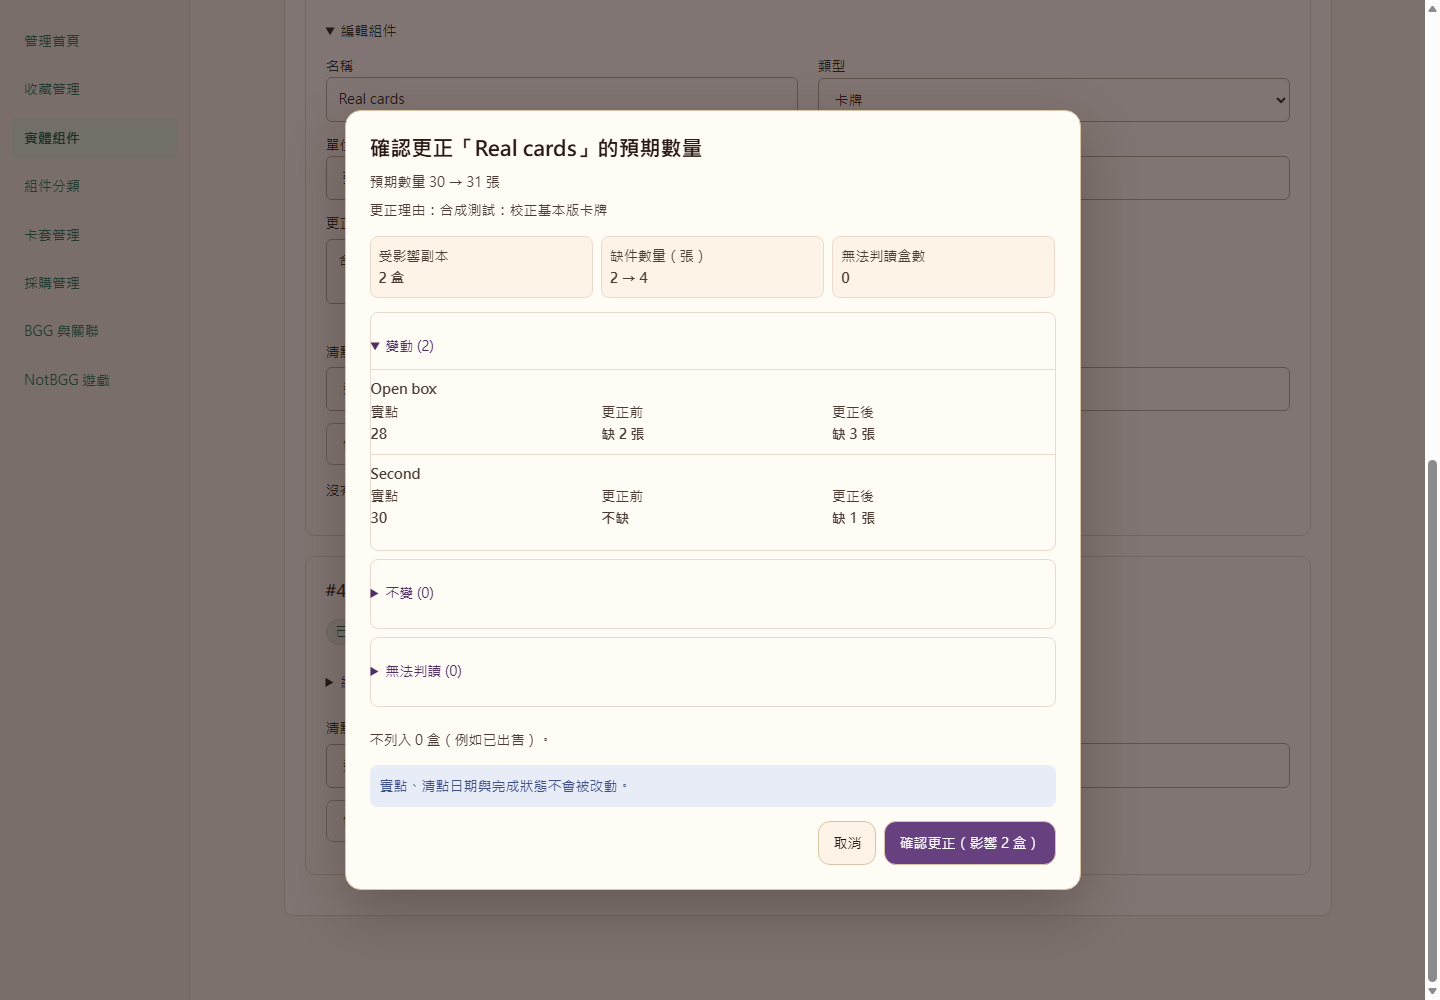 管理首頁
收藏管理
實體組件
組件分類
卡套管理
採購管理
BGG 與關聯
NotBGG 遊戲
▼ 編輯組件
名稱
類型
Real cards
卡牌
確認更正「Real cards」的預期數量
預期數量 30 → 31 張
更正理由：合成測試：校正基本版卡牌
受影響副本
2 盒
缺件數量（張）
2 → 4
無法判讀盒數
0
▼ 變動 (2)
Open box
實點
更正前
更正後
28
缺 2 張
缺 3 張
Second
實點
更正前
更正後
30
不缺
缺 1 張
▶ 不變 (0)
▶ 無法判讀 (0)
不列入 0 盒（例如已出售）。
實點、清點日期與完成狀態不會被改動。
取消
確認更正（影響 2 盒）
#4